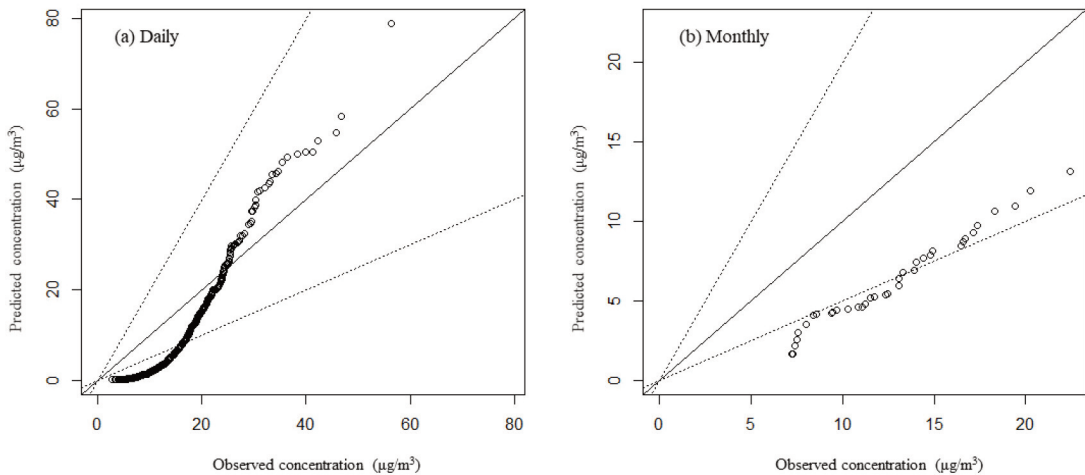 (a) Daily
80
60
40
20
0
Predicted concentration (µg/m³)
0 20 40 60 80
Observed concentration (µg/m³)
(b) Monthly
20
15
10
5
0
Predicted concentration (µg/m³)
0 5 10 15 20
Observed concentration (µg/m³)